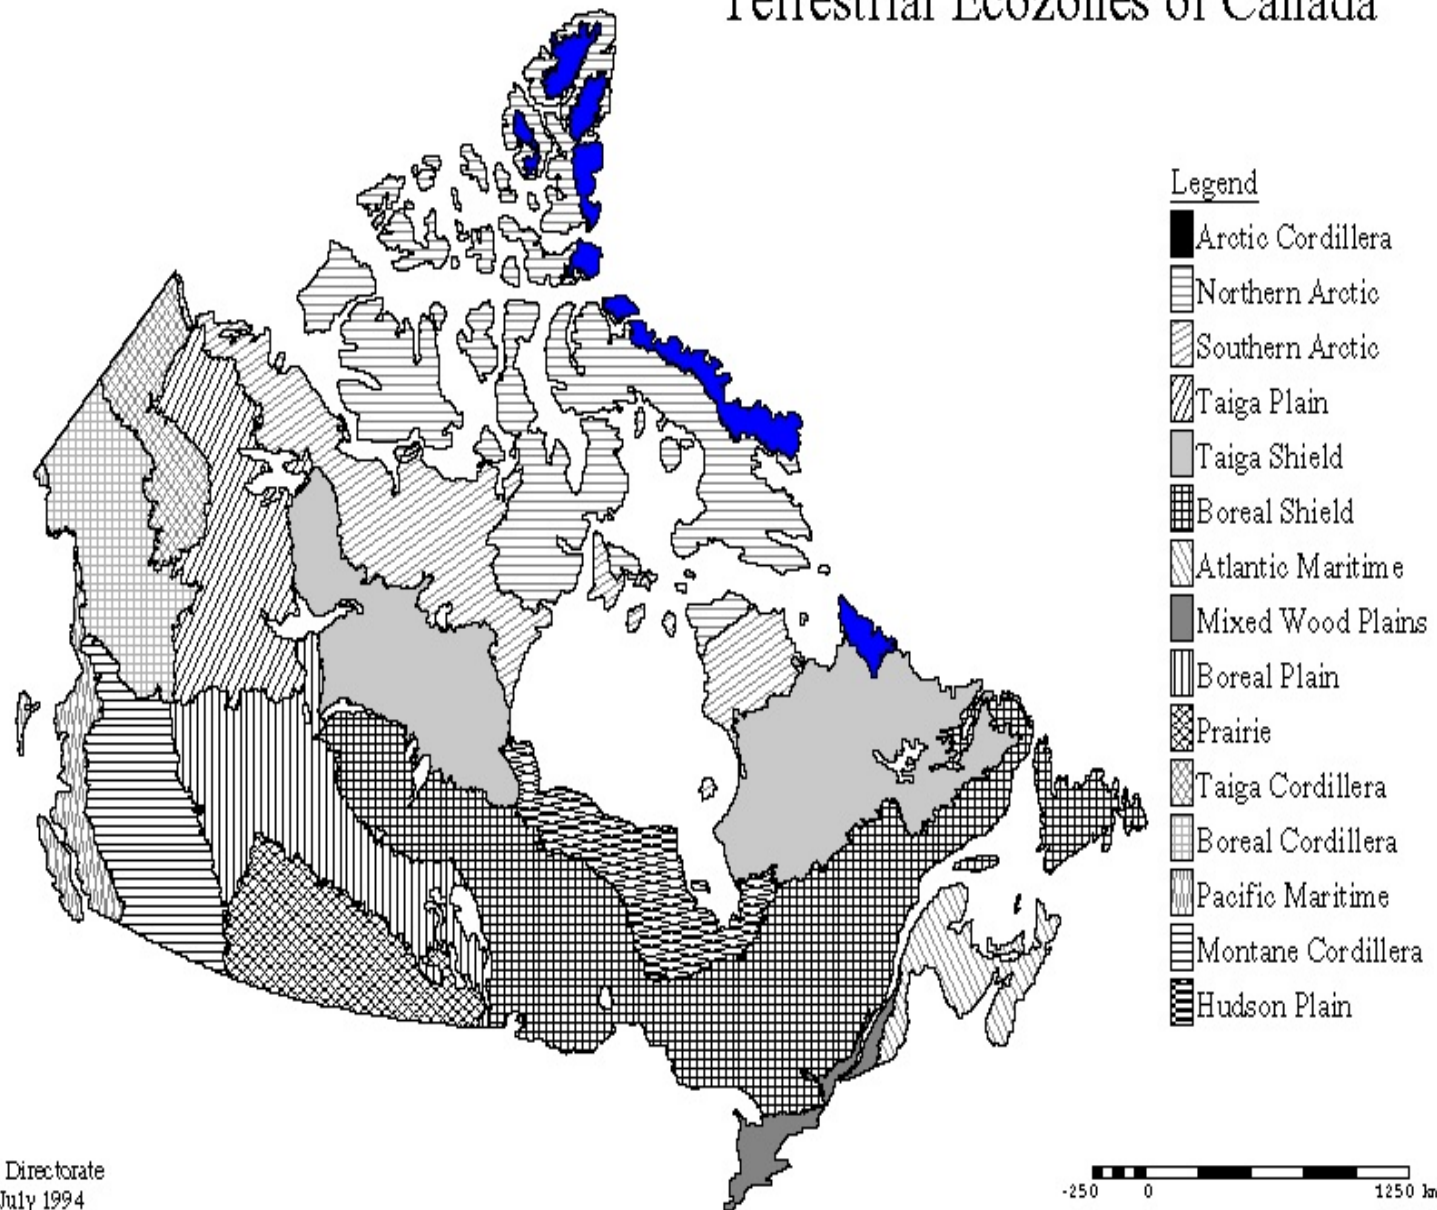 Terrestrial Ecozones of Canada
Legend
Arctic Cordillera
Northern Arctic
Southern Arctic
Taiga Plain
Taiga Shield
Boreal Shield
Atlantic Maritime
Mixed Wood Plains
Boreal Plain
Prairie
Taiga Cordillera
Boreal Cordillera
Pacific Maritime
Montane Cordillera
Hudson Plain
Directorate
July 1994
-250 0 1250 km